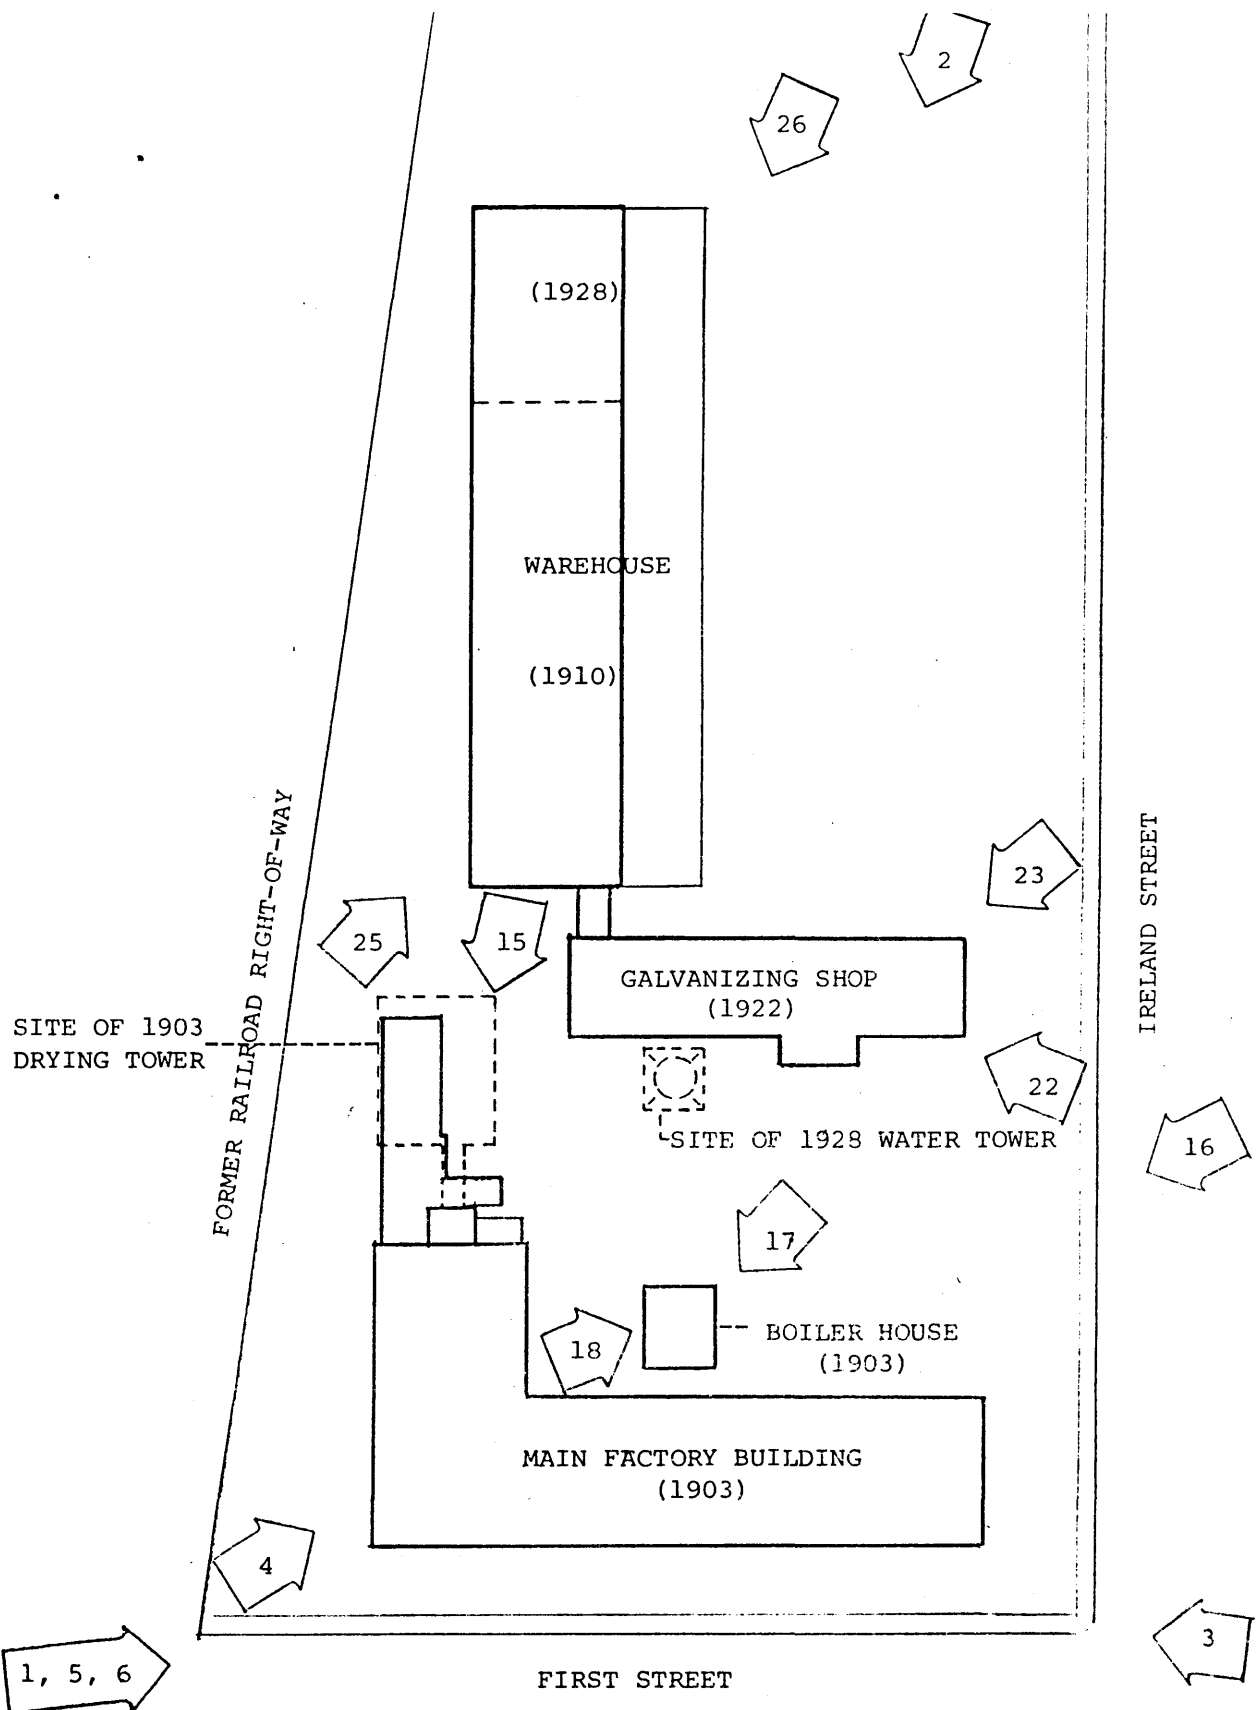 2
26
(1928)
WAREHOUSE
(1910)
FORMER RAILROAD RIGHT-OF-WAY
IRELAND STREET
23
25
15
GALVANIZING SHOP
(1922)
SITE OF 1903
DRYING TOWER
22
SITE OF 1928 WATER TOWER
16
17
18
BOILER HOUSE
(1903)
MAIN FACTORY BUILDING
(1903)
4
3
1, 5, 6
FIRST STREET